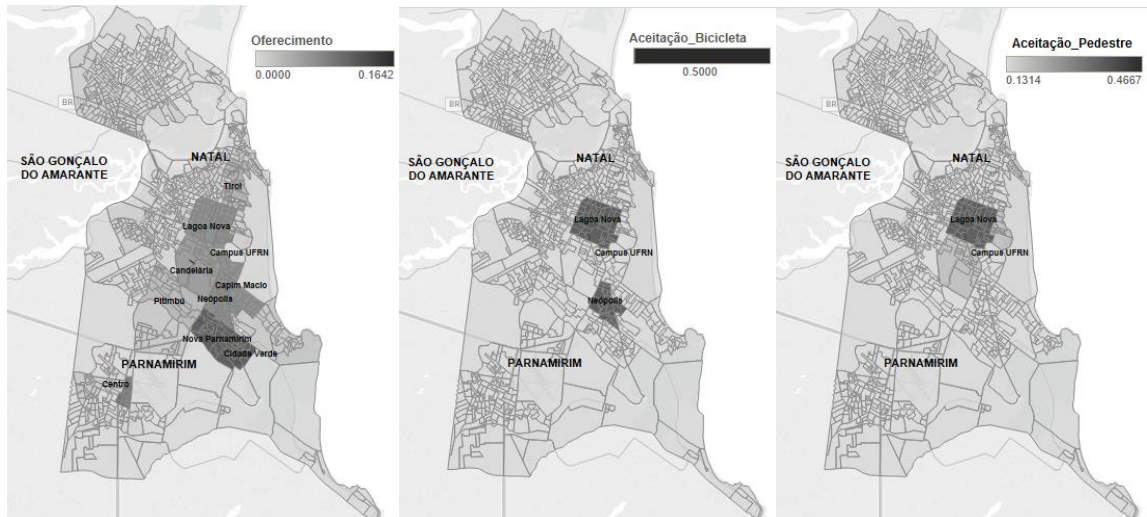 Oferecimento
0.0000 0.1642
BR
NATAL
SÃO GONÇALO
DO AMARANTE
Tirol
Lagoa Nova
Campus UFRN
Candelária
Capim Macio
Pitimbú
Neópolis
Nova Parnamirim
Cidade Verde
PARNAMIRIM
Centro
Aceitação_Bicicleta
0.5000
BR
NATAL
SÃO GONÇALO
DO AMARANTE
Lagoa Nova
Campus UFRN
Neópolis
PARNAMIRIM
Aceitação_Pedestre
0.1314 0.4667
BR
NATAL
SÃO GONÇALO
DO AMARANTE
Lagoa Nova
Campus UFRN
PARNAMIRIM